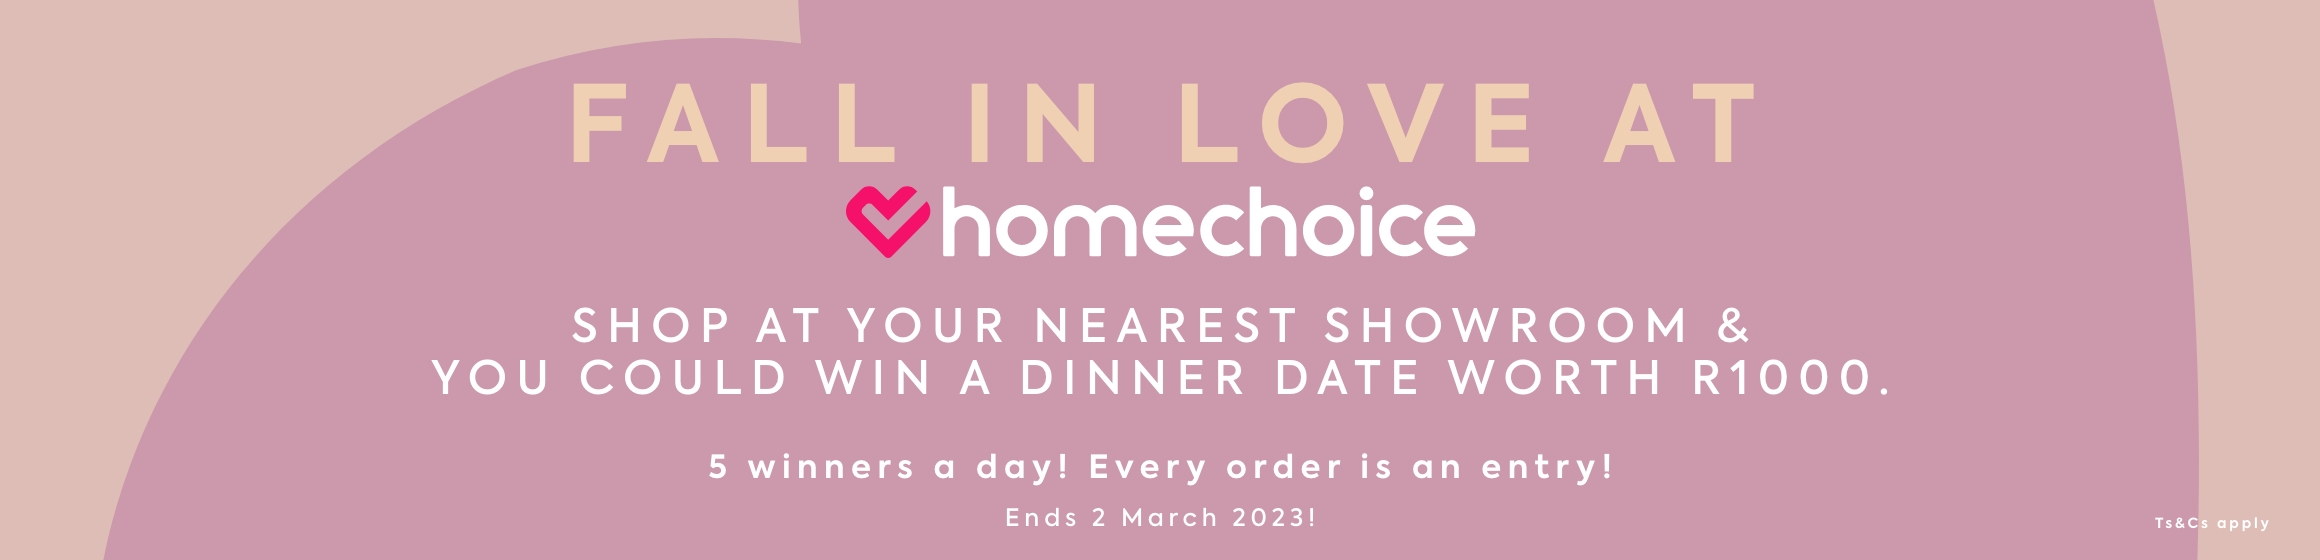 FALL IN LOVE AT
homechoice
SHOP AT YOUR NEAREST SHOWROOM &
YOU COULD WIN A DINNER DATE WORTH R1000.
5 winners a day! Every order is an entry!
Ends 2 March 2023!
Ts&Cs apply